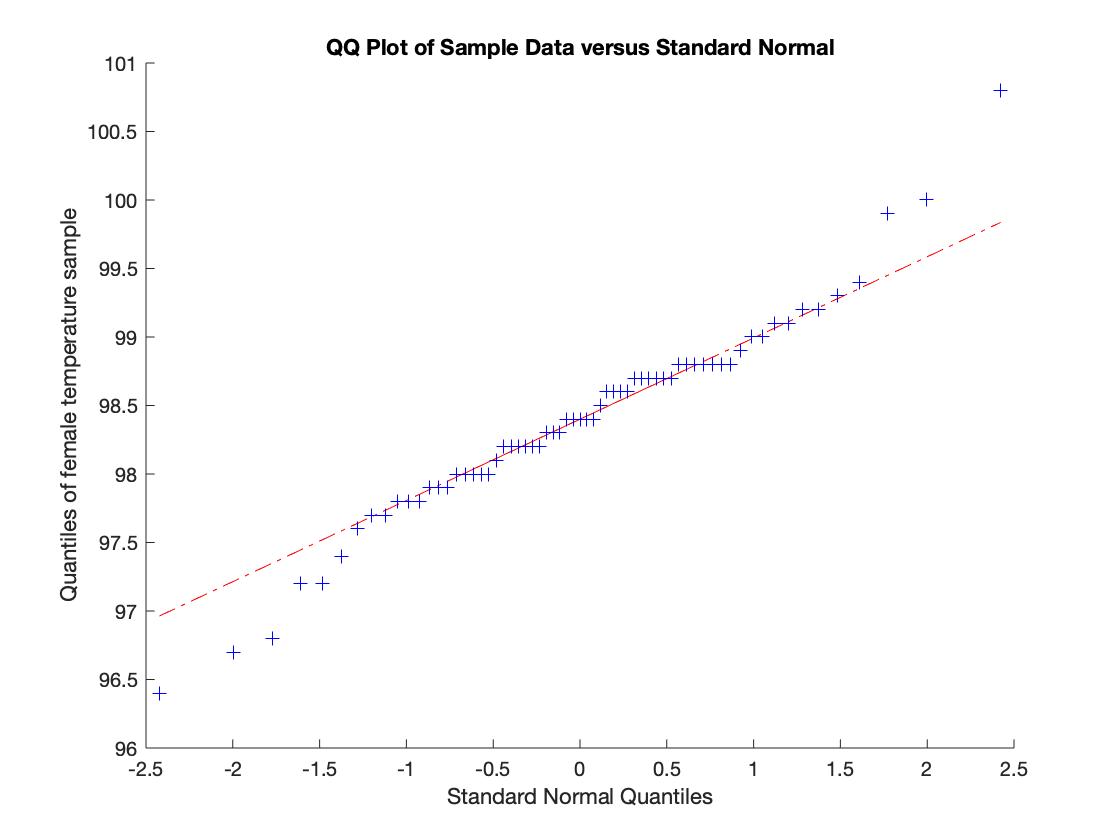 QQ Plot of Sample Data versus Standard Normal
101
100.5
100
99.5
99
98.5
98
97.5
97
96.5
96
Quantiles of female temperature sample
-2.5 -2 -1.5 -1 -0.5 0 0.5 1 1.5 2 2.5
Standard Normal Quantiles